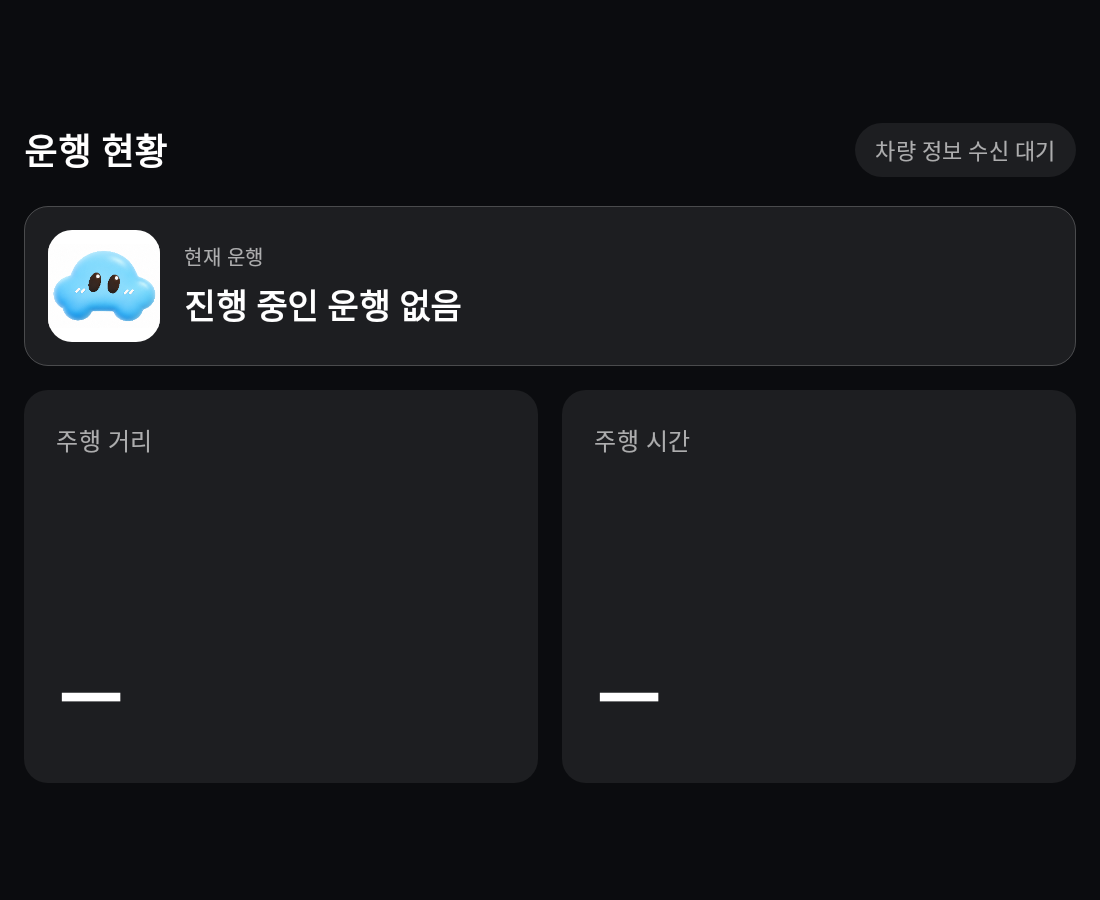 운행 현황
차량 정보 수신 대기
현재 운행
진행 중인 운행 없음
주행 거리
주행 시간
—
—